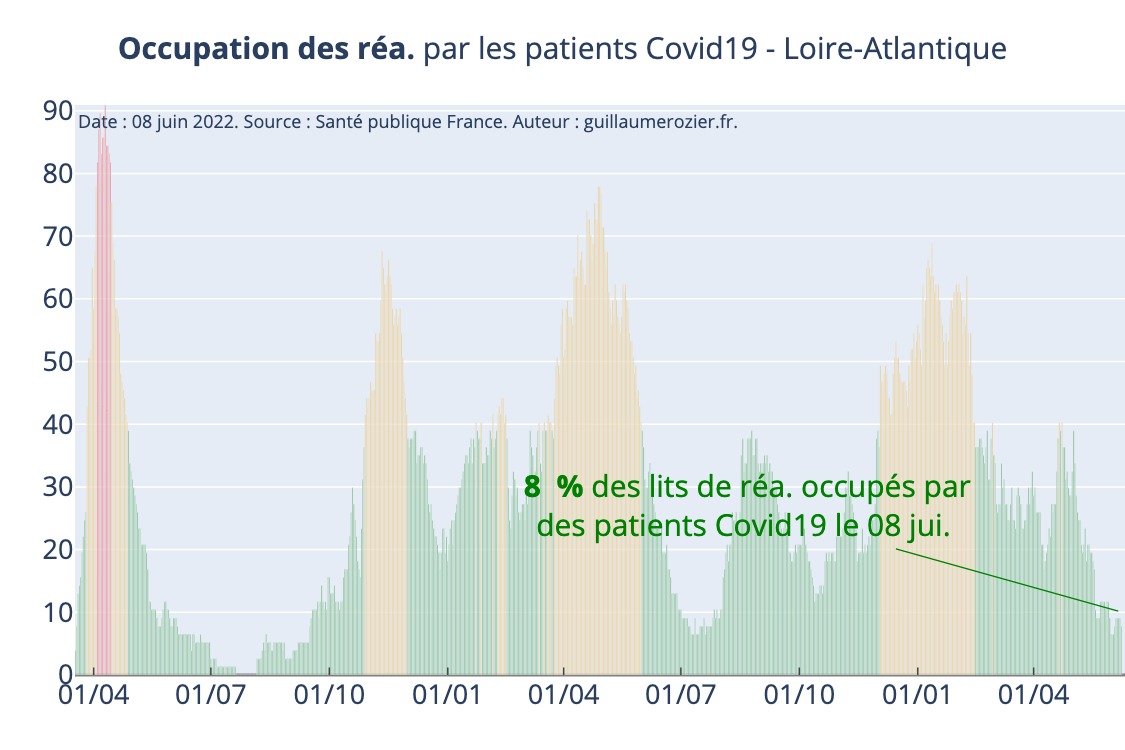 Occupation des réa. par les patients Covid19 - Loire-Atlantique
90
Date : 08 juin 2022. Source : Santé publique France. Auteur : guillaumerozier.fr.
80
70
60
50
40
30
8 % des lits de réa. occupés par
des patients Covid19 le 08 jui.
20
10
0
01/04 01/07 01/10 01/01 01/04 01/07 01/10 01/01 01/04